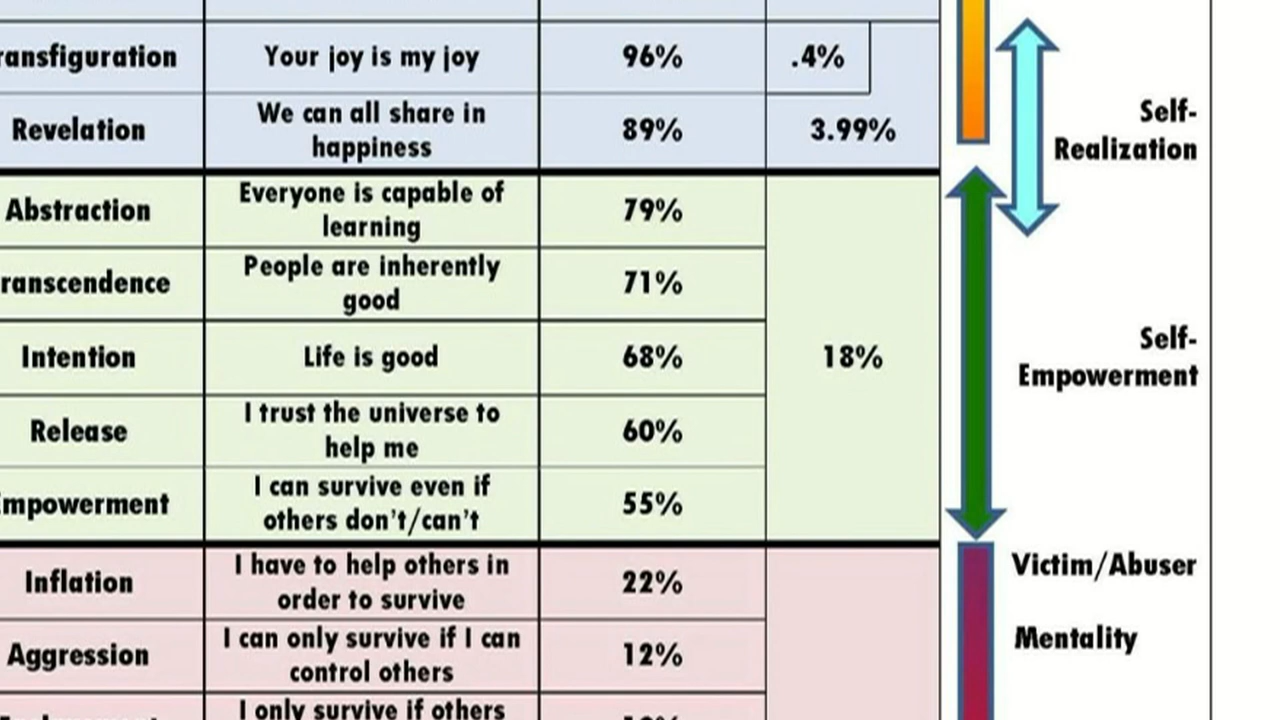 ransfiguration
Your joy is my joy
96%
.4%
Revelation
We can all share in
happiness
89%
3.99%
Self-
Realization
Abstraction
Everyone is capable of
learning
79%
ranscendence
People are inherently
good
71%
Intention
Life is good
68%
18%
Self-
Empowerment
Release
I trust the universe to
help me
60%
mpowerment
I can survive even if
others don't/can't
55%
Inflation
I have to help others in
order to survive
22%
Victim/Abuser
Mentality
Aggression
I can only survive if I can
control others
12%
I only survive if others